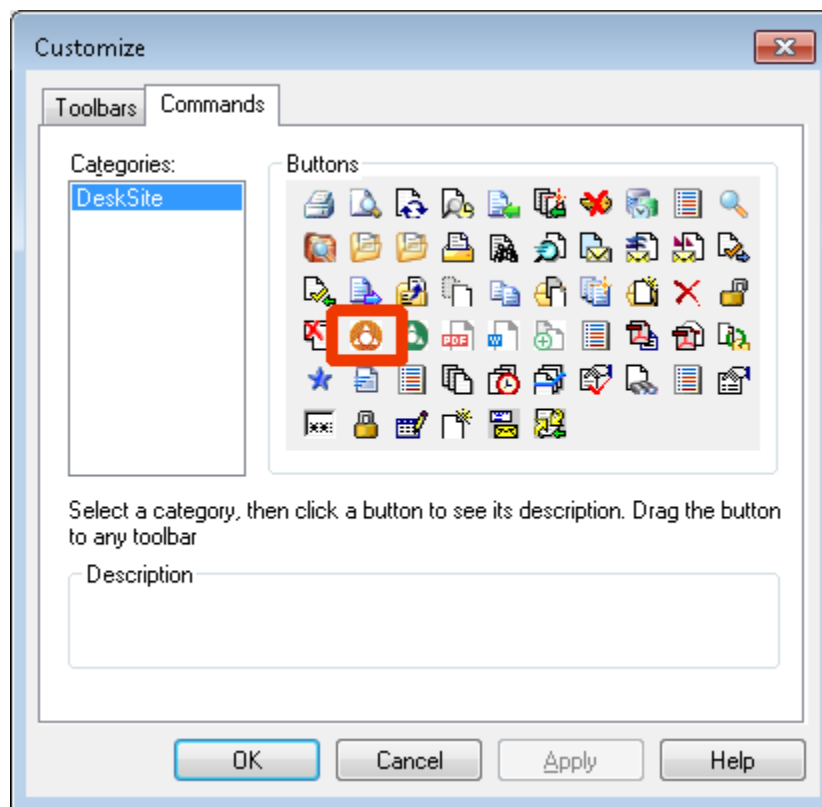 Customize
Toolbars
Commands
Categories:
DeskSite
Buttons
PDF
W
Select a category, then click a button to see its description. Drag the button
to any toolbar
Description
OK
Cancel
Apply
Help